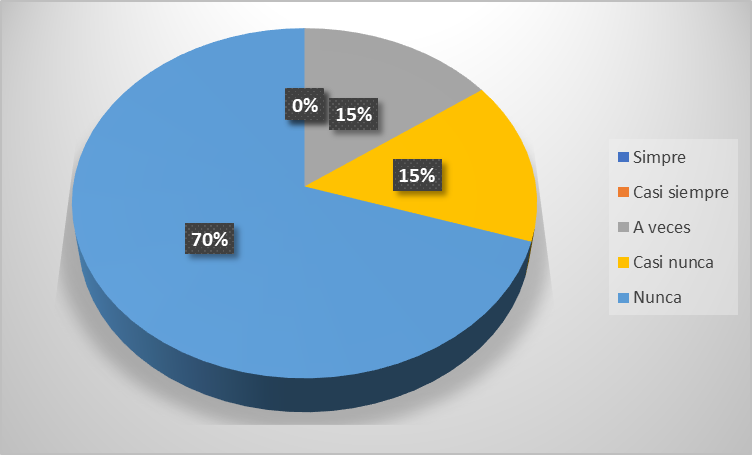 0%
15%
15%
70%
Simpre
Casi siempre
A veces
Casi nunca
Nunca